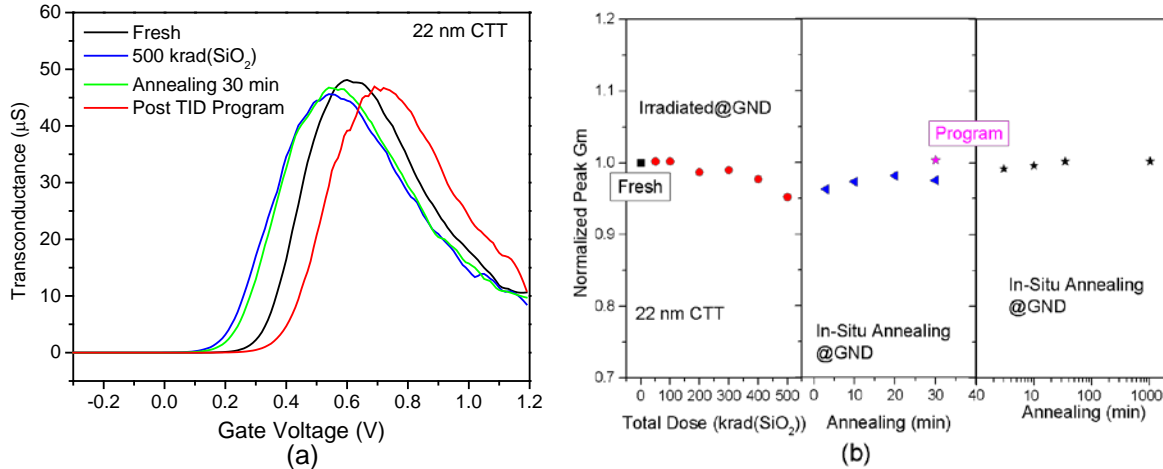 Fresh
500 krad(SiO2)
Annealing 30 min
Post TID Program
22 nm CTT
60
50
40
30
20
10
0
Transconductance (μS)
-0.2 0.0 0.2 0.4 0.6 0.8 1.0 1.2
Gate Voltage (V)
(a)
1.2
1.1
1.0
0.9
0.8
0.7
Normalized Peak Gm
Irradiated@GND
Fresh
22 nm CTT
0 100 200 300 400 500
Total Dose (krad(SiO2))
Program
In-Situ Annealing
@GND
0 10 20 30 40
Annealing (min)
In-Situ Annealing
@GND
10 100 1000
Annealing (min)
(b)